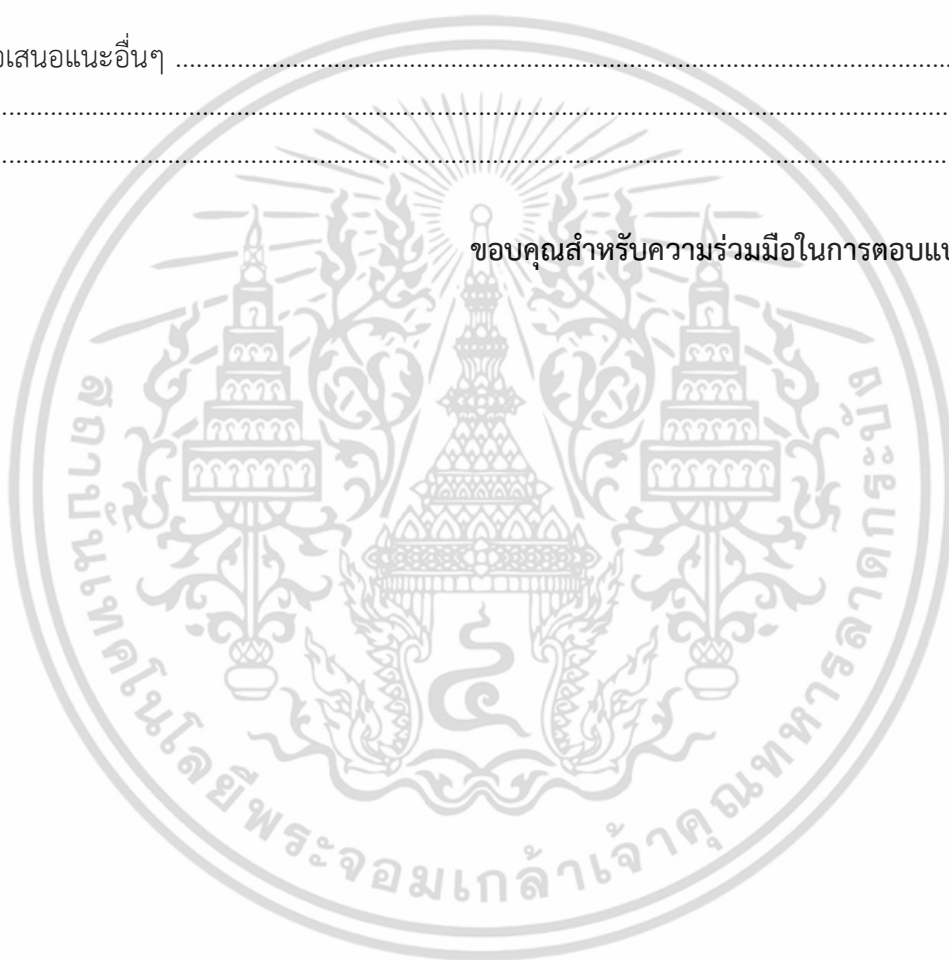 อเสนอแนะอื่นๆ ................................................................................................................
................................................................................................................................
................................................................................................................................
ขอบคุณสำหรับความร่วมมือในการตอบแบ
สถาบันเทคโนโลยีพระจอมเกล้าเจ้าคุณทหารลาดกระบัง